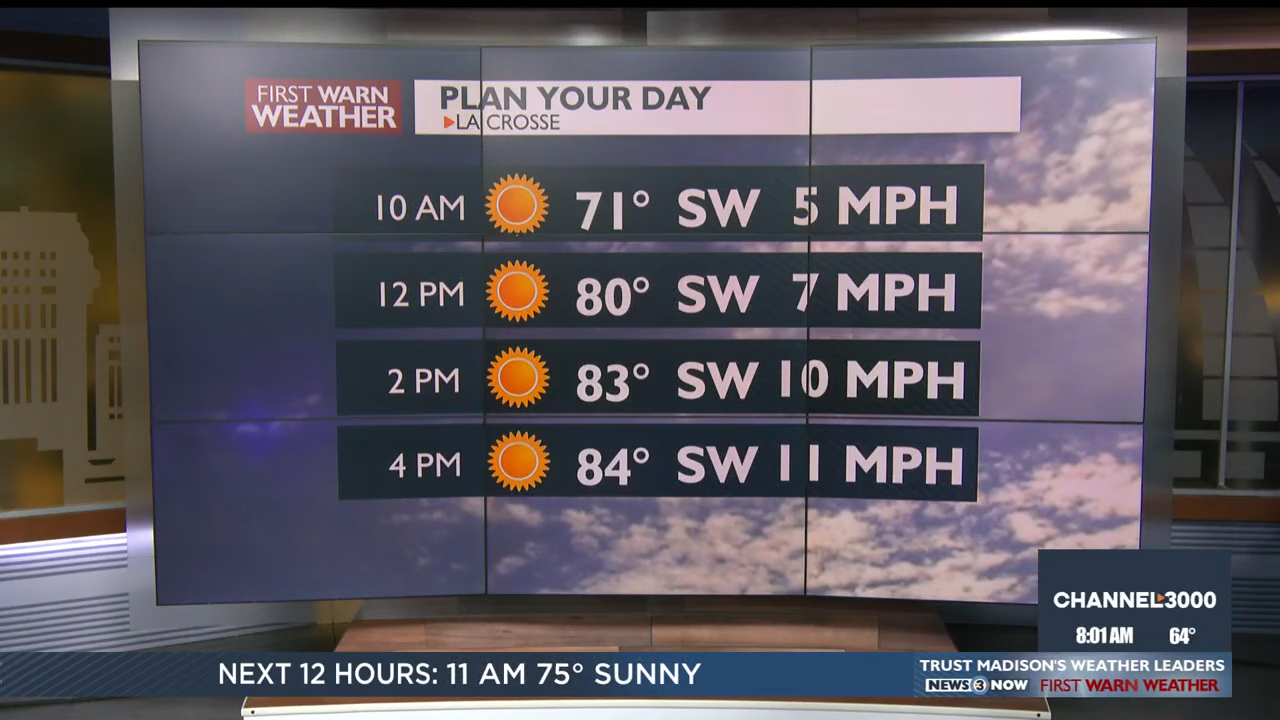 FIRST WARN
WEATHER
PLAN YOUR DAY
LA CROSSE
10 AM 71° SW 5 MPH
12 PM 80° SW 7 MPH
2 PM 83° SW 10 MPH
4 PM 84° SW 11 MPH
CHANNEL3000
8:01 AM 64°
NEXT 12 HOURS: 11 AM 75° SUNNY
TRUST MADISON'S WEATHER LEADERS
NEWS 3 NOW FIRST WARN WEATHER